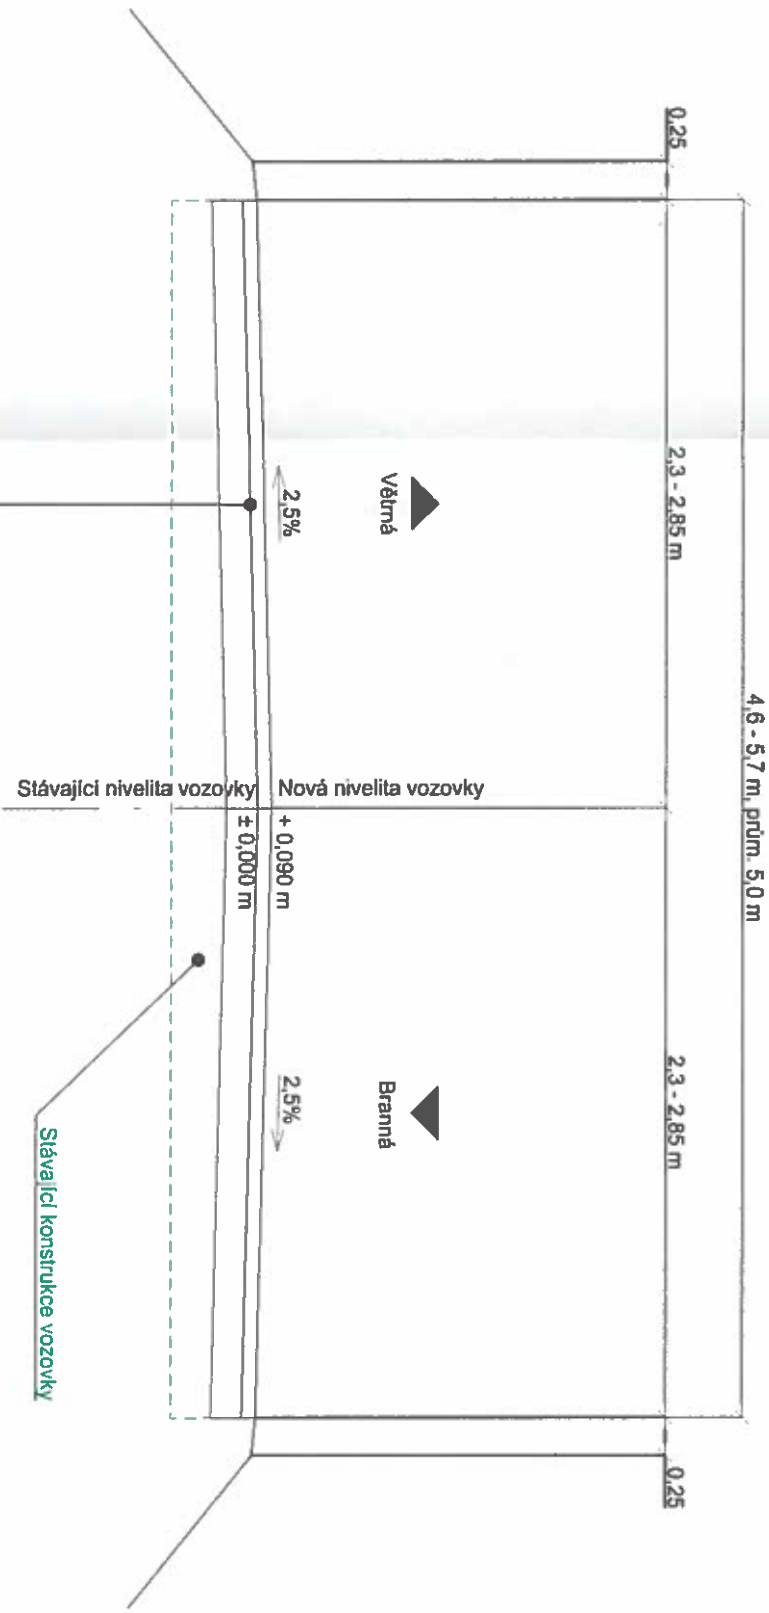 4,6 - 5,7 m, prům. 5,0 m
0,25
2,3 - 2,85 m
2,3 - 2,85 m
0,25
Větrná
Branná
2,5%
2,5%
Nová nivelita vozovky
+ 0,090 m
Stávající nivelita vozovky
± 0,000 m
Stávající konstrukce vozovky